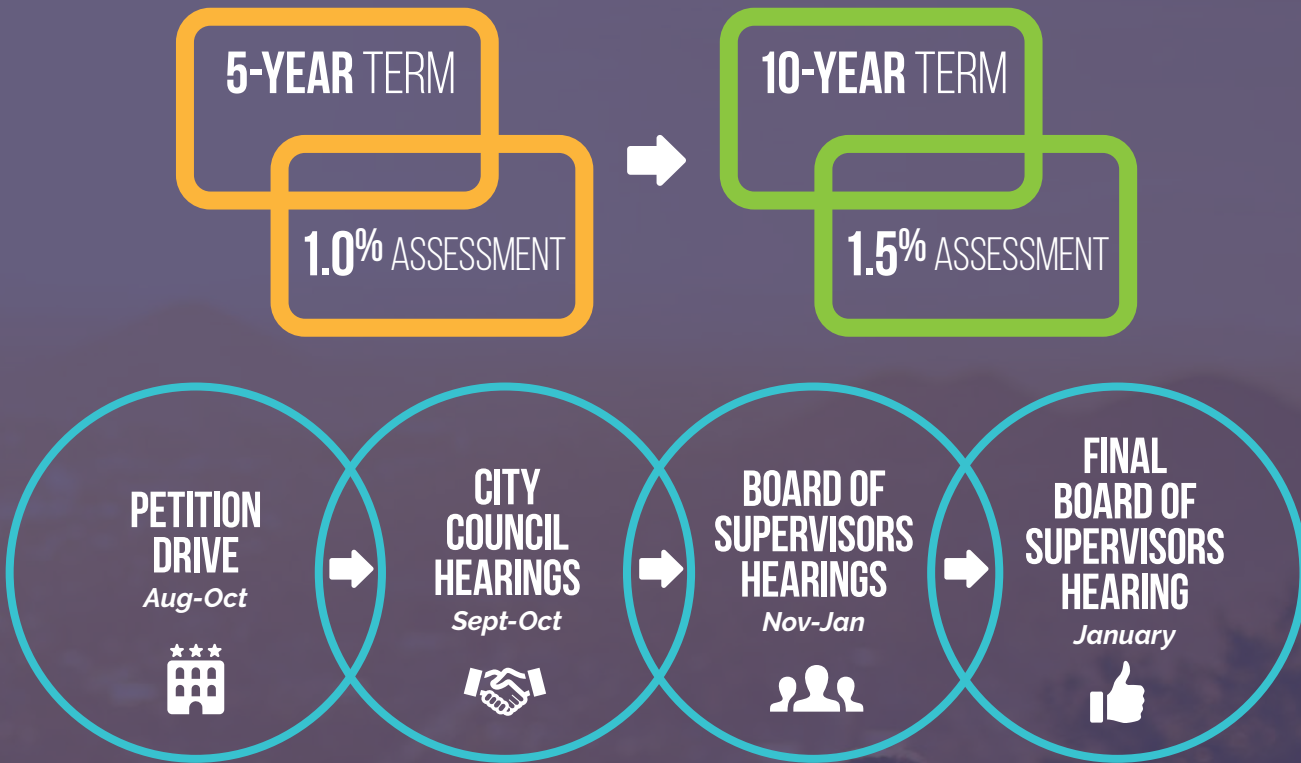 5-YEAR TERM
1.0% ASSESSMENT
10-YEAR TERM
1.5% ASSESSMENT
PETITION
DRIVE
Aug-Oct
CITY
COUNCIL
HEARINGS
Sept-Oct
BOARD OF
SUPERVISORS
HEARINGS
Nov-Jan
FINAL
BOARD OF
SUPERVISORS
HEARING
January